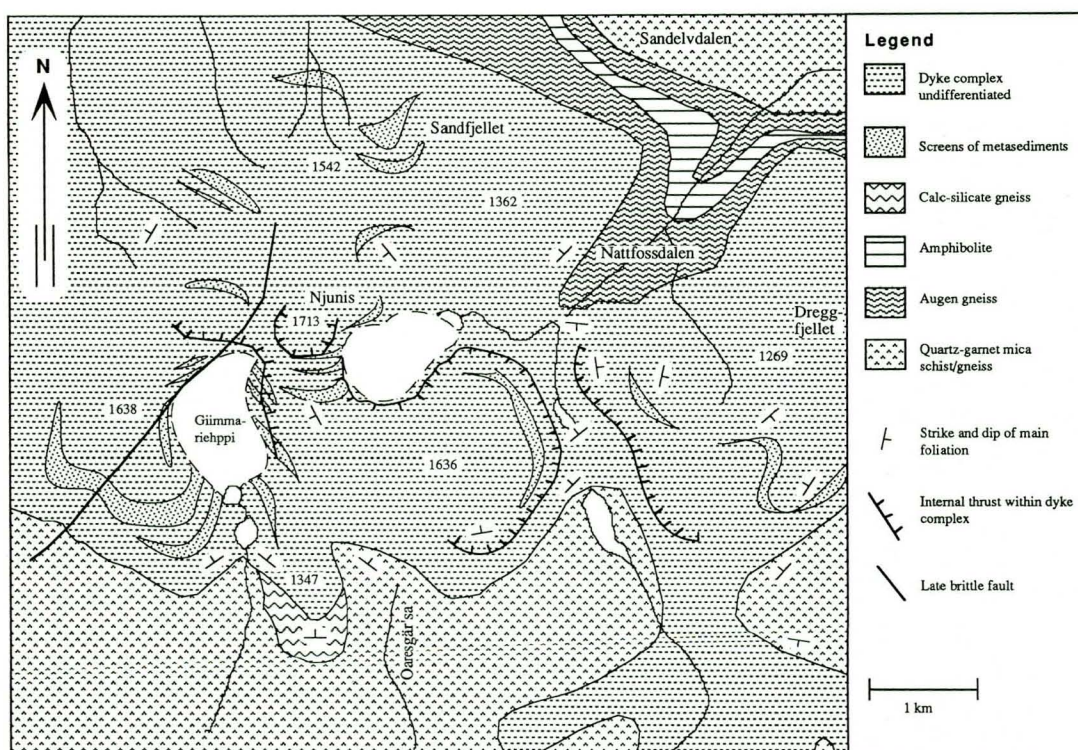 N
Sandelvdalen
Sandfjellet
1542
1362
Nattfossdalen
Njunis
1713
Dregg-
fjellet
1269
1638
Giimma-
riehppi
1636
1347
Oaresgår'sa
Legend
Dyke complex
undifferentiated
Screens of metasediments
Calc-silicate gneiss
Amphibolite
Augen gneiss
Quartz-garnet mica
schist/gneiss
Strike and dip of main
foliation
Internal thrust within dyke
complex
Late brittle fault
1 km